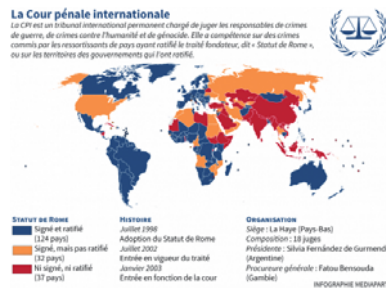 La Cour pénale internationale
La CPI est un tribunal international permanent chargé de juger les responsables de crimes
de guerre, de crimes contre l'humanité et de génocide. Elle a compétence sur des crimes
commis par les ressortissants de pays ayant ratifié le traité fondateur, dit « Statut de Rome »,
ou sur les territoires des gouvernements qui l'ont ratifié.
STATUT DE ROME
Signé et ratifié
(124 pays)
Signé, mais pas ratifié
(32 pays)
Ni signé, ni ratifié
(37 pays)
HISTOIRE
Juillet 1998
Adoption du Statut de Rome
Juillet 2002
Entrée en vigueur du traité
Janvier 2003
Entrée en fonction de la cour
ORGANISATION
Siège : La Haye (Pays-Bas)
Composition : 18 juges
Présidente : Silvia Fernández de Gurmendi
(Argentine)
Procureure générale : Fatou Bensouda
(Gambie)
INFOGRAPHIE MEDIAPART